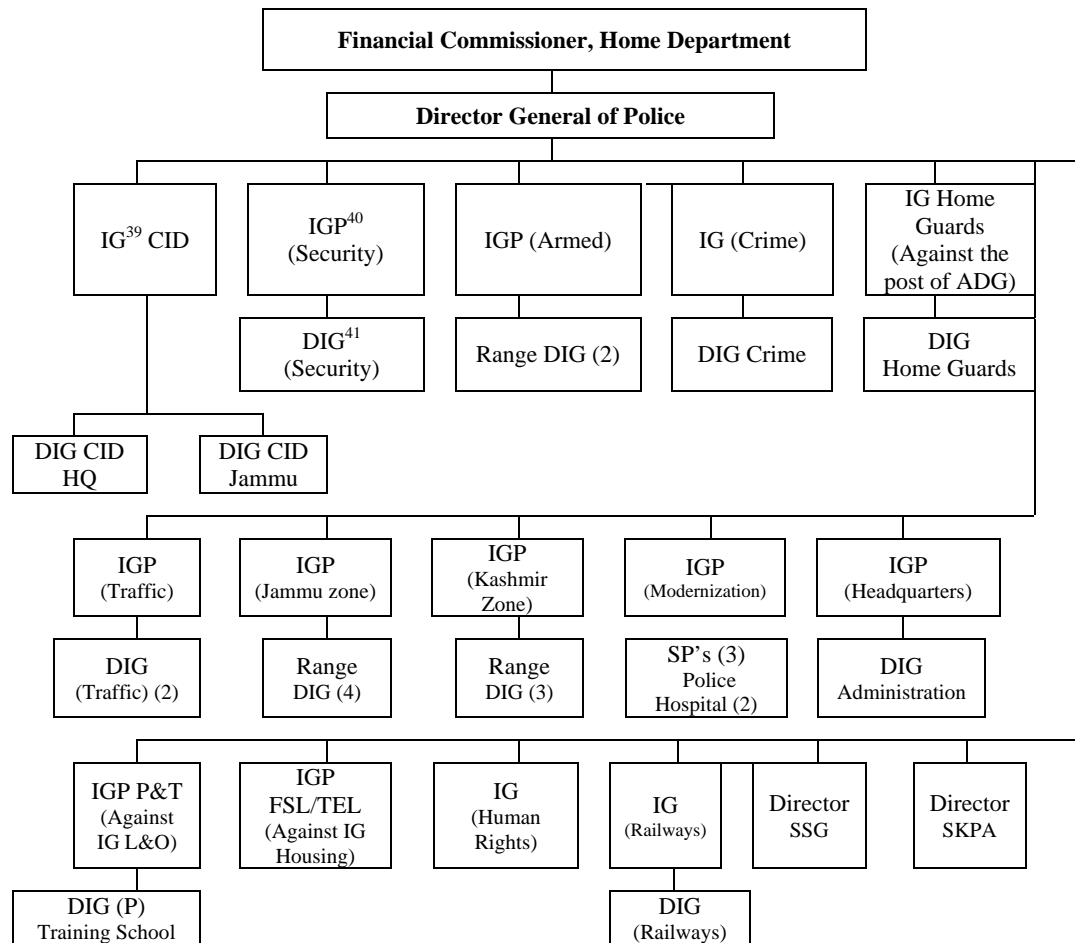 Financial Commissioner, Home Department
Director General of Police
IG39 CID
IGP40
(Security)
IGP (Armed)
IG (Crime)
IG Home
Guards
(Against the
post of ADG)
DIG41
(Security)
Range DIG (2)
DIG Crime
DIG
Home Guards
DIG CID
HQ
DIG CID
Jammu
IGP
(Traffic)
IGP
(Jammu zone)
IGP
(Kashmir
Zone)
IGP
(Modernization)
IGP
(Headquarters)
DIG
(Traffic) (2)
Range
DIG (4)
Range
DIG (3)
SP's (3)
Police
Hospital (2)
DIG
Administration
IGP P&T
(Against
IG L&O)
IGP
FSL/TEL
(Against IG
Housing)
IG
(Human
Rights)
IG
(Railways)
Director
SSG
Director
SKPA
DIG (P)
Training School
DIG
(Railways)